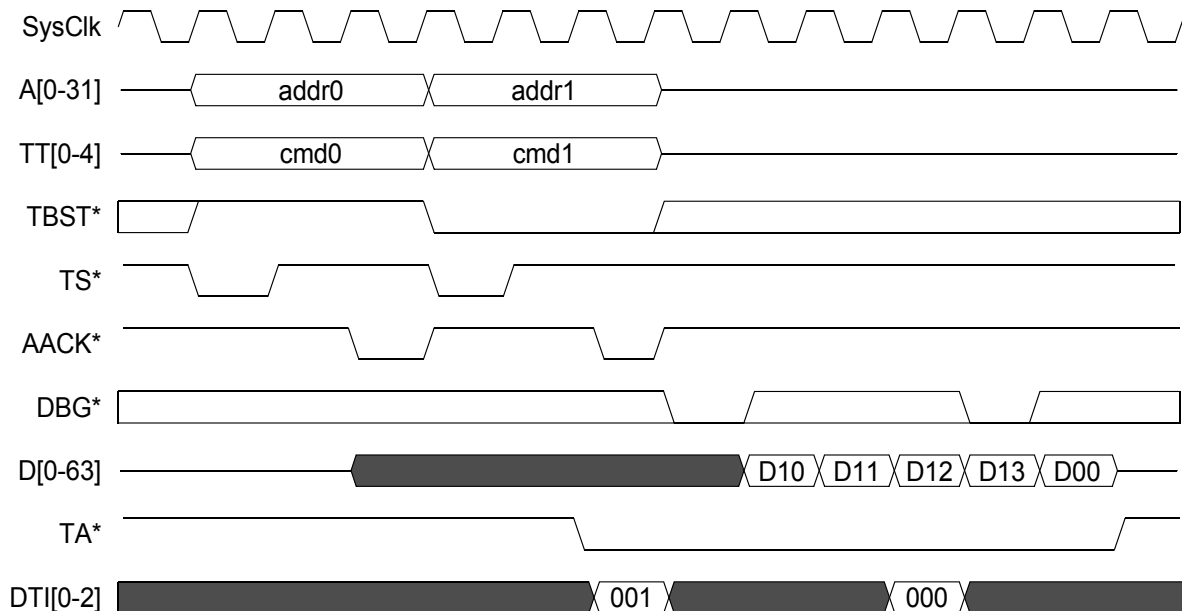 SysClk
A[0-31] addr0 addr1
TT[0-4] cmd0 cmd1
TBST*
TS*
AACK*
DBG*
D[0-63] D10 D11 D12 D13 D00
TA*
DTI[0-2] 001 000